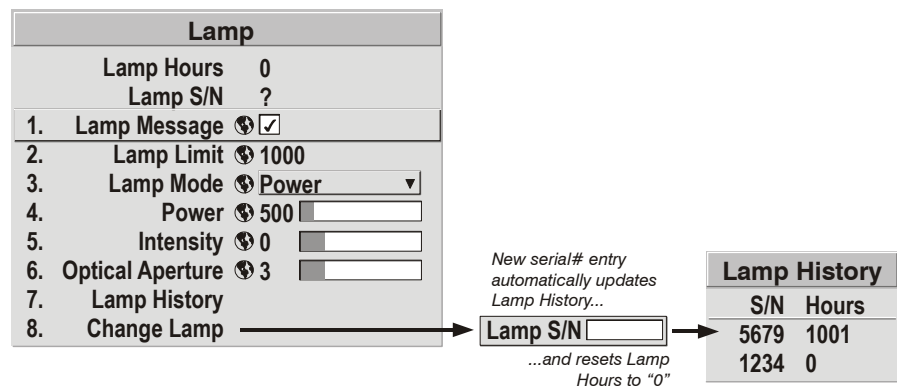 Lamp
Lamp Hours 0
Lamp S/N ?
1. Lamp Message
2. Lamp Limit 1000
3. Lamp Mode Power
4. Power 500
5. Intensity 0
6. Optical Aperture 3
7. Lamp History
8. Change Lamp
New serial# entry
automatically updates
Lamp History...
Lamp S/N
...and resets Lamp
Hours to “0”
Lamp History
S/N Hours
5679 1001
1234 0